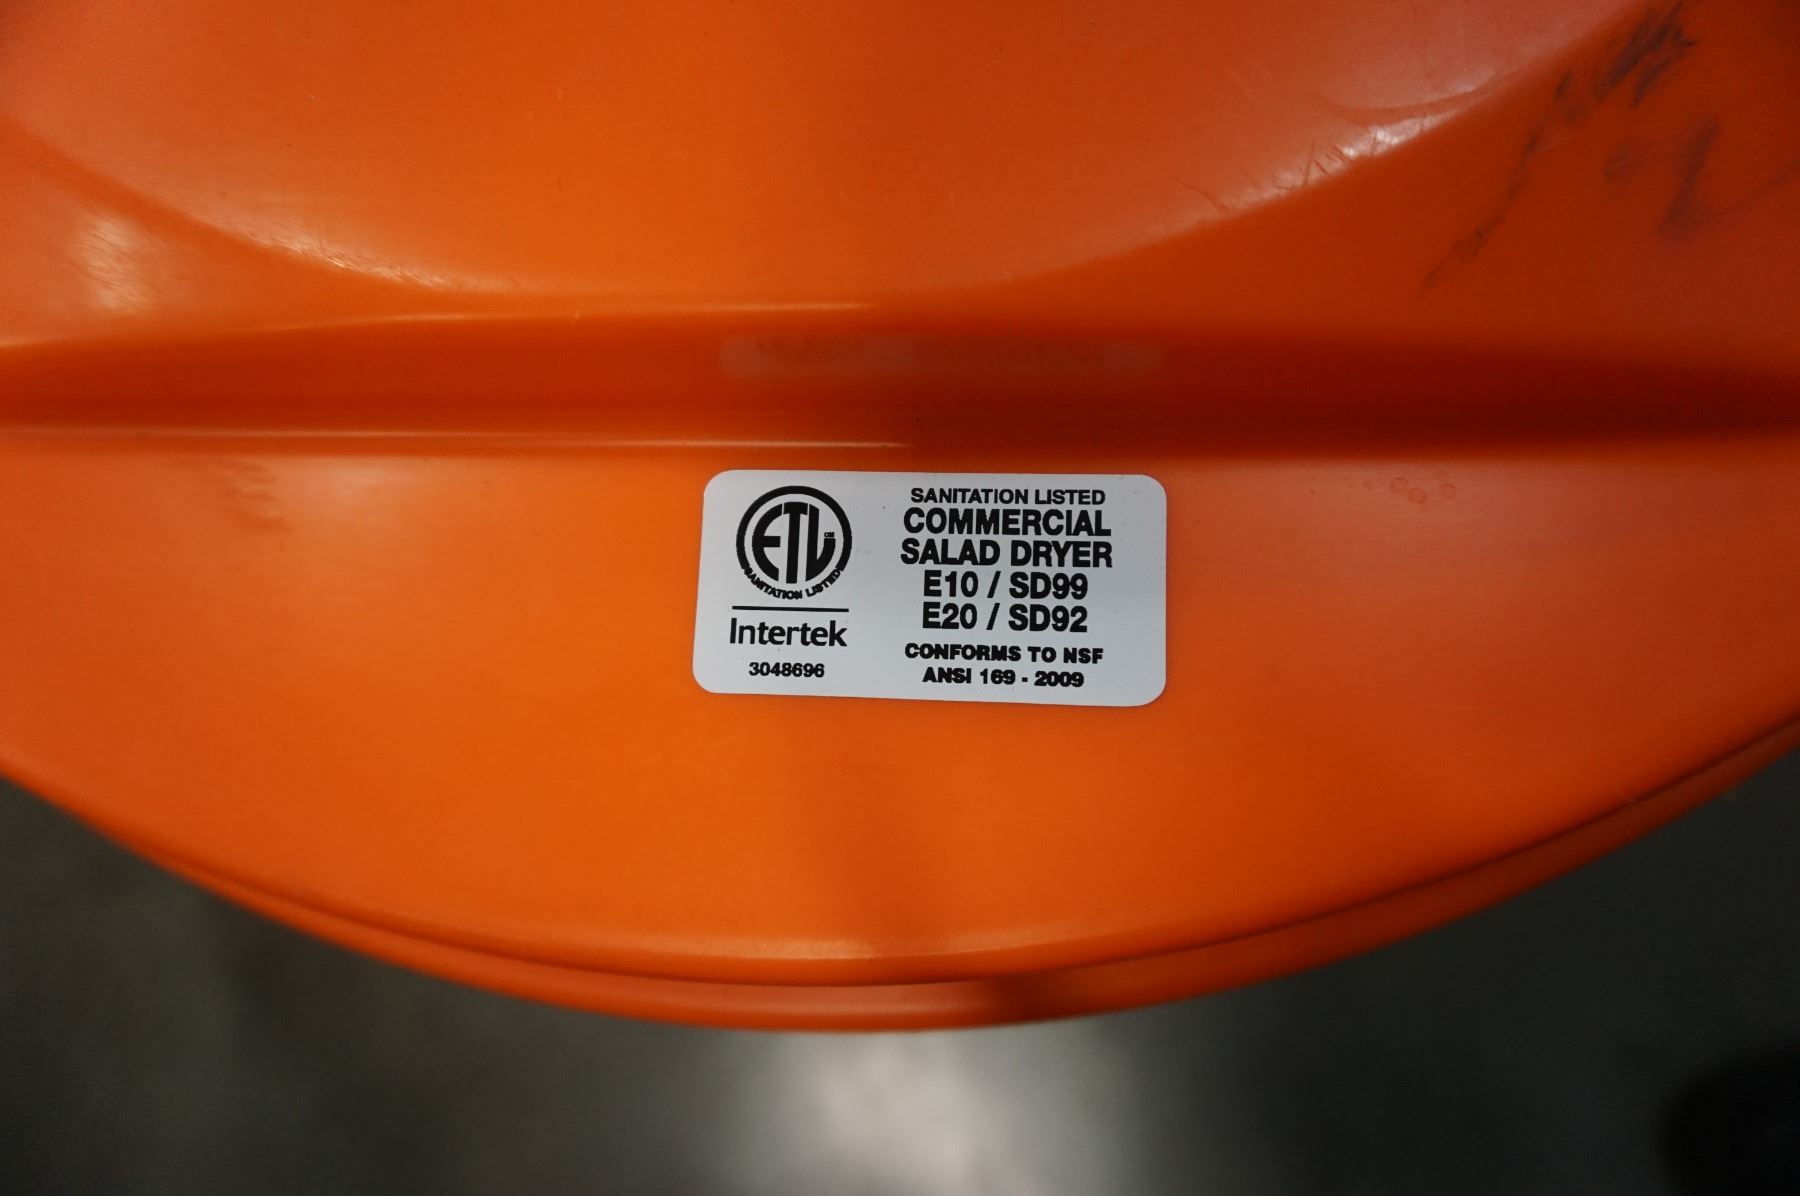 ETL
CM
SANITATION LISTED
Intertek
3048696
SANITATION LISTED
COMMERCIAL
SALAD DRYER
E10 / SD99
E20 / SD92
CONFORMS TO NSF
ANSI 169 - 2009